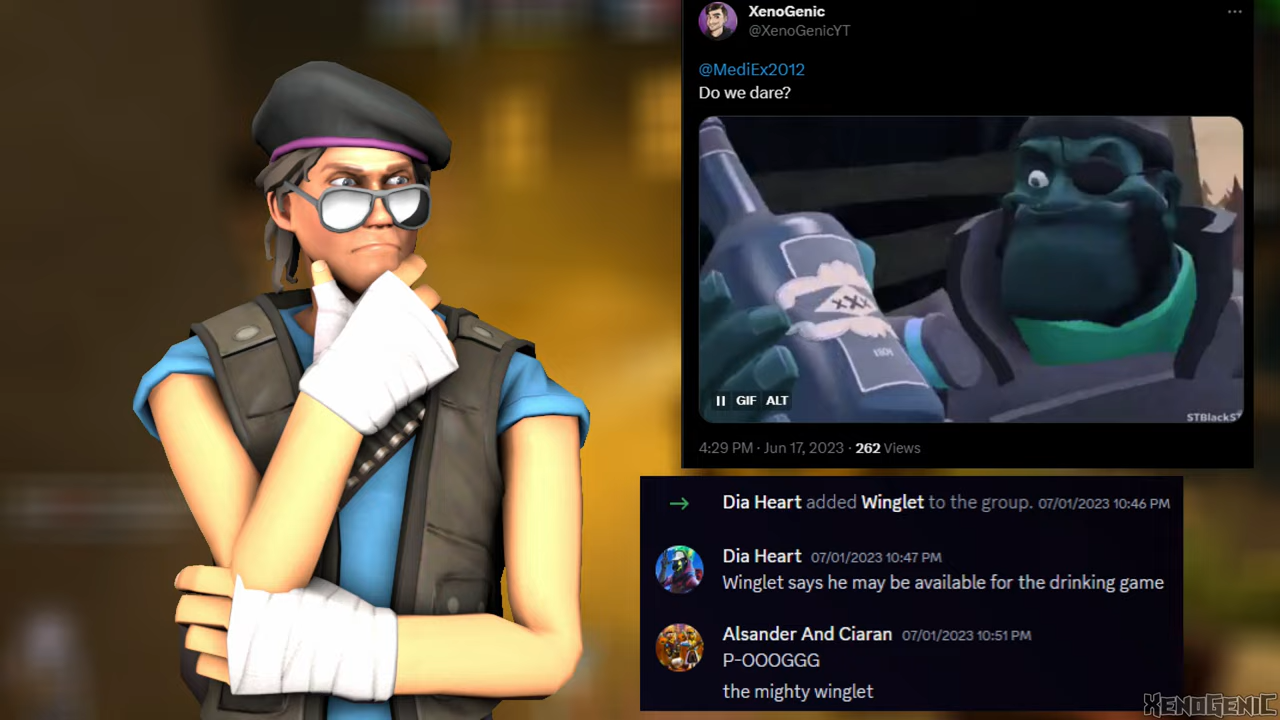 XenoGenic
@XenoGenicYT
@MediEx2012
Do we dare?
XXX
1801
GIF ALT
STBlackST
4:29 PM · Jun 17, 2023 · 262 Views
Dia Heart added Winglet to the group. 07/01/2023 10:46 PM
Dia Heart 07/01/2023 10:47 PM
Winglet says he may be available for the drinking game
Alsander And Ciaran 07/01/2023 10:51 PM
P-OOOGGG
the mighty winglet
XENOGENIC